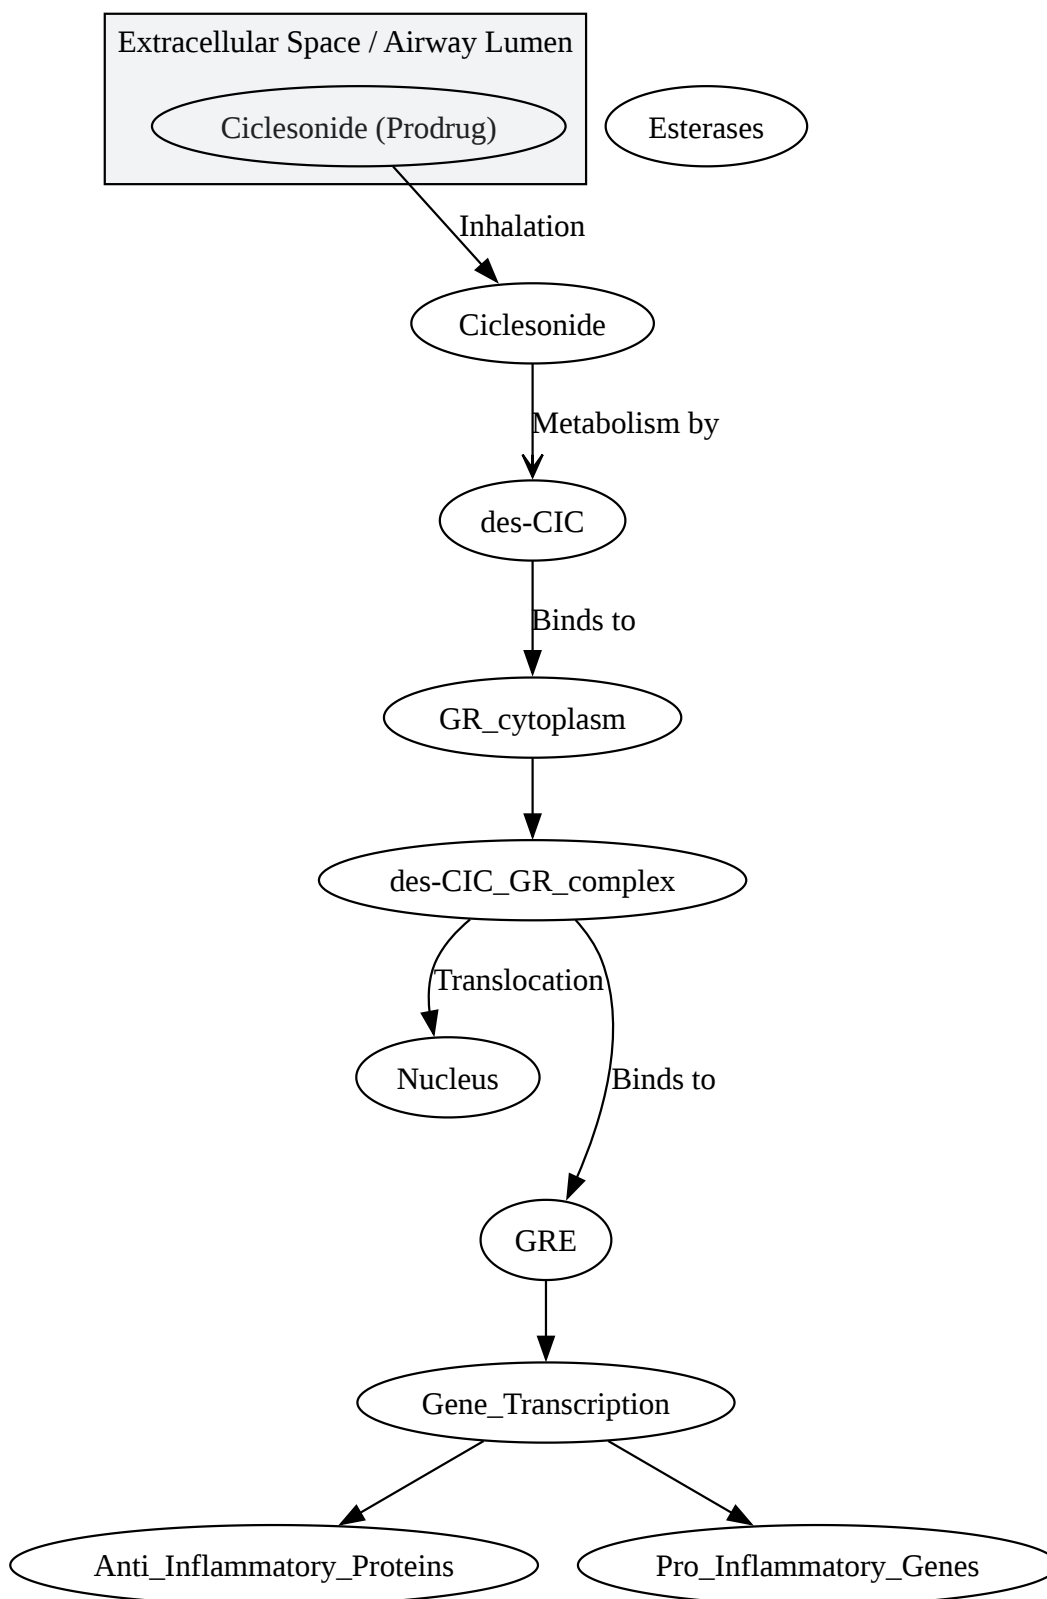 Extracellular Space / Airway Lumen
Ciclesonide (Prodrug)
Esterases
Inhalation
Ciclesonide
Metabolism by
des-CIC
Binds to
GR_cytoplasm
des-CIC_GR_complex
Translocation
Nucleus
Binds to
GRE
Gene_Transcription
Anti_Inflammatory_Proteins
Pro_Inflammatory_Genes